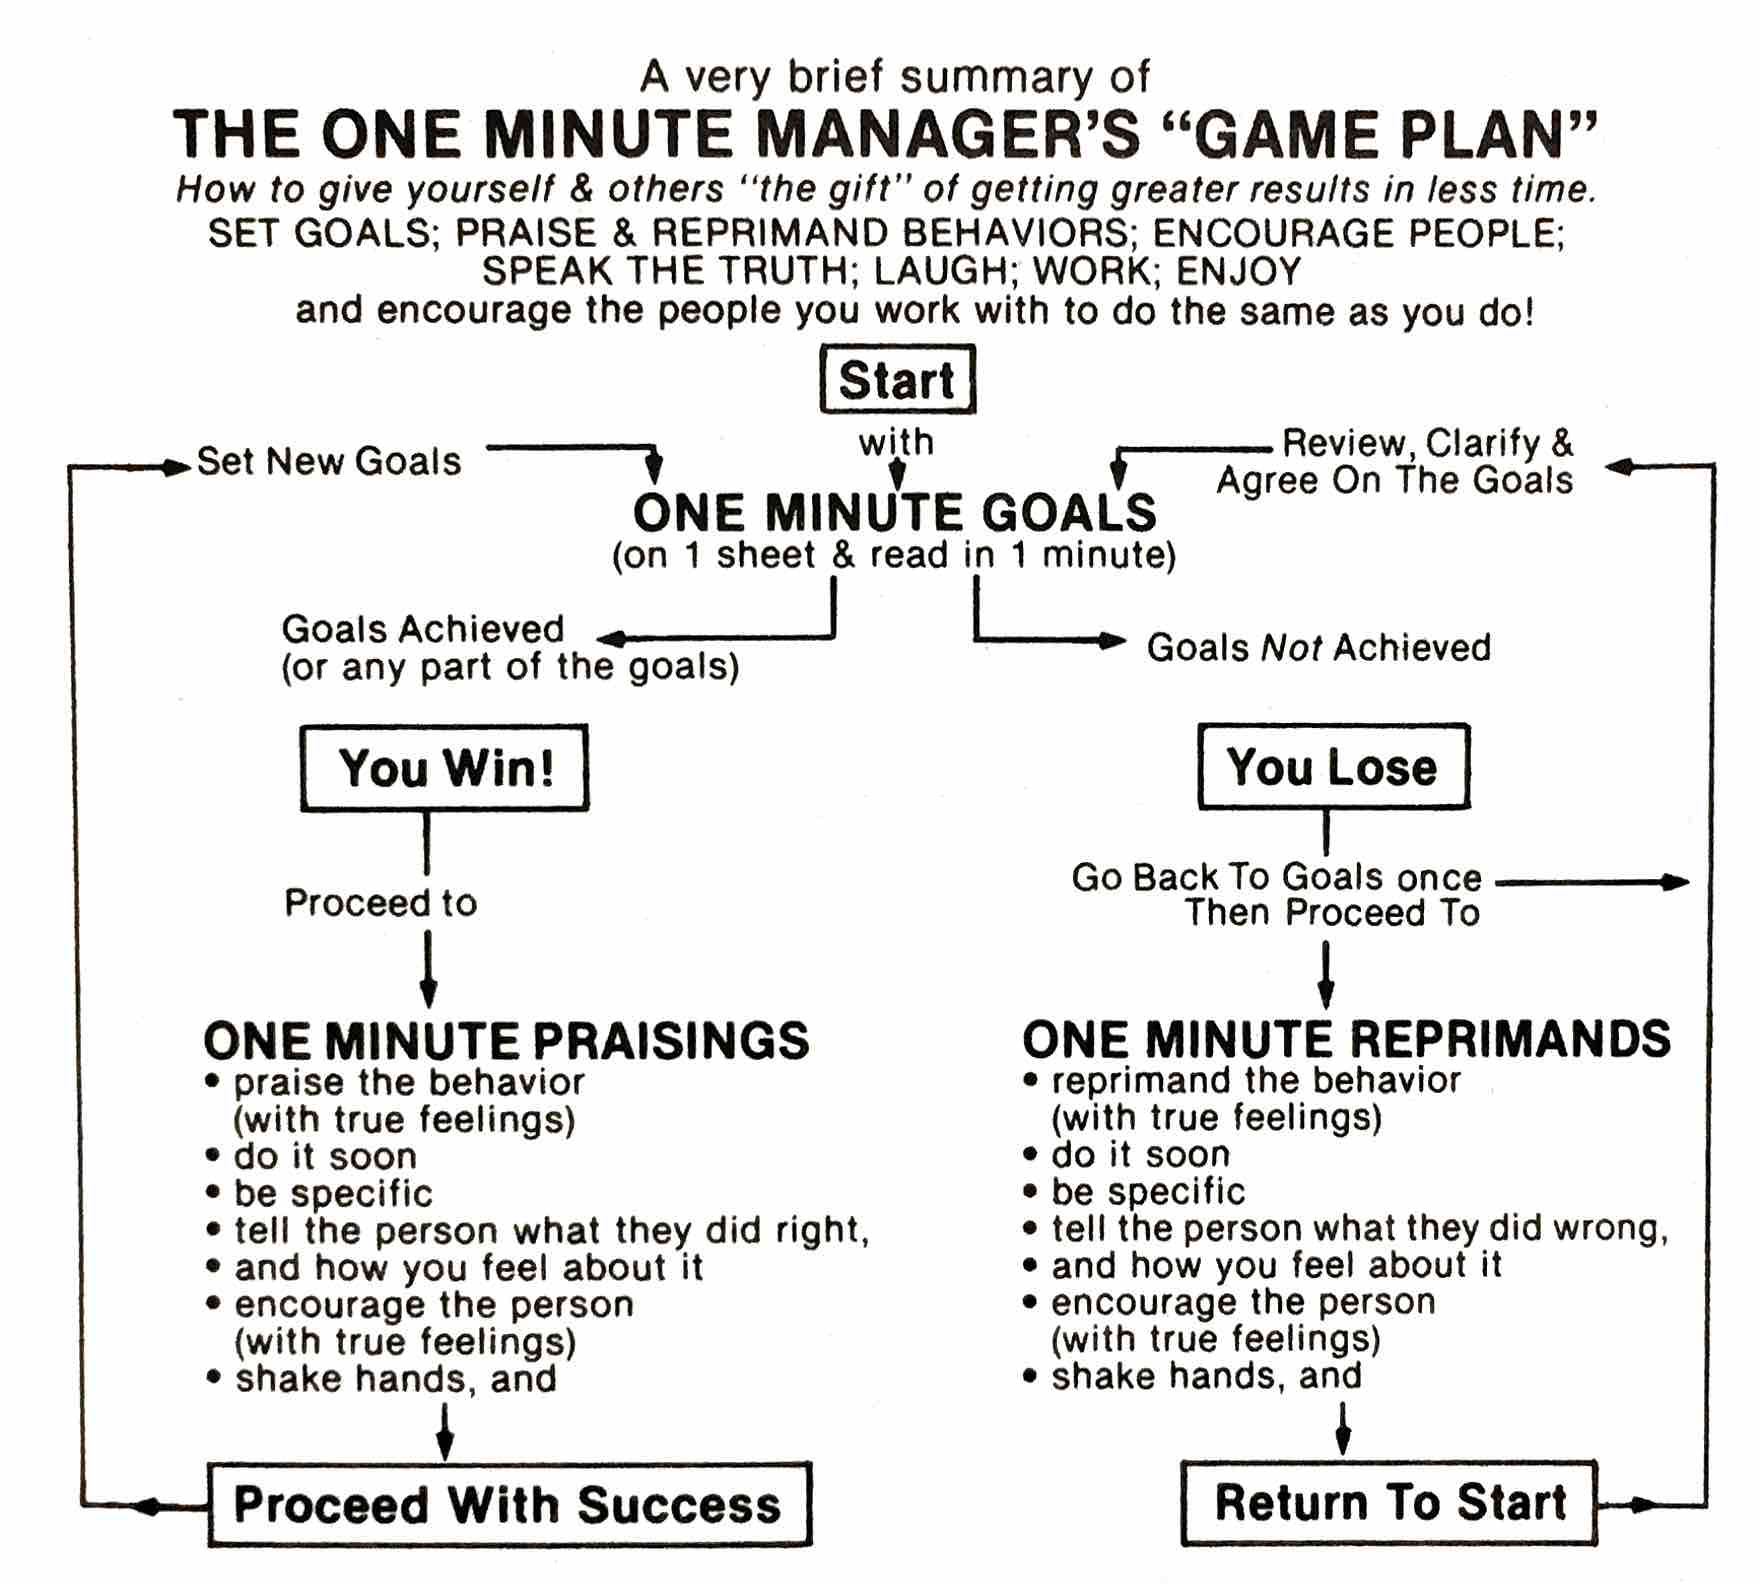 A very brief summary of
THE ONE MINUTE MANAGER'S "GAME PLAN"
How to give yourself & others "the gift" of getting greater results in less time.
SET GOALS; PRAISE & REPRIMAND BEHAVIORS; ENCOURAGE PEOPLE;
SPEAK THE TRUTH; LAUGH; WORK; ENJOY
and encourage the people you work with to do the same as you do!
Start
with
Set New Goals
Review, Clarify &
Agree On The Goals
ONE MINUTE GOALS
(on 1 sheet & read in 1 minute)
Goals Achieved
(or any part of the goals)
Goals Not Achieved
You Win!
You Lose
Proceed to
Go Back To Goals once
Then Proceed To
ONE MINUTE PRAISINGS
• praise the behavior
(with true feelings)
• do it soon
• be specific
• tell the person what they did right,
• and how you feel about it
• encourage the person
(with true feelings)
• shake hands, and
Proceed With Success
ONE MINUTE REPRIMANDS
• reprimand the behavior
(with true feelings)
• do it soon
• be specific
• tell the person what they did wrong,
• and how you feel about it
• encourage the person
(with true feelings)
• shake hands, and
Return To Start